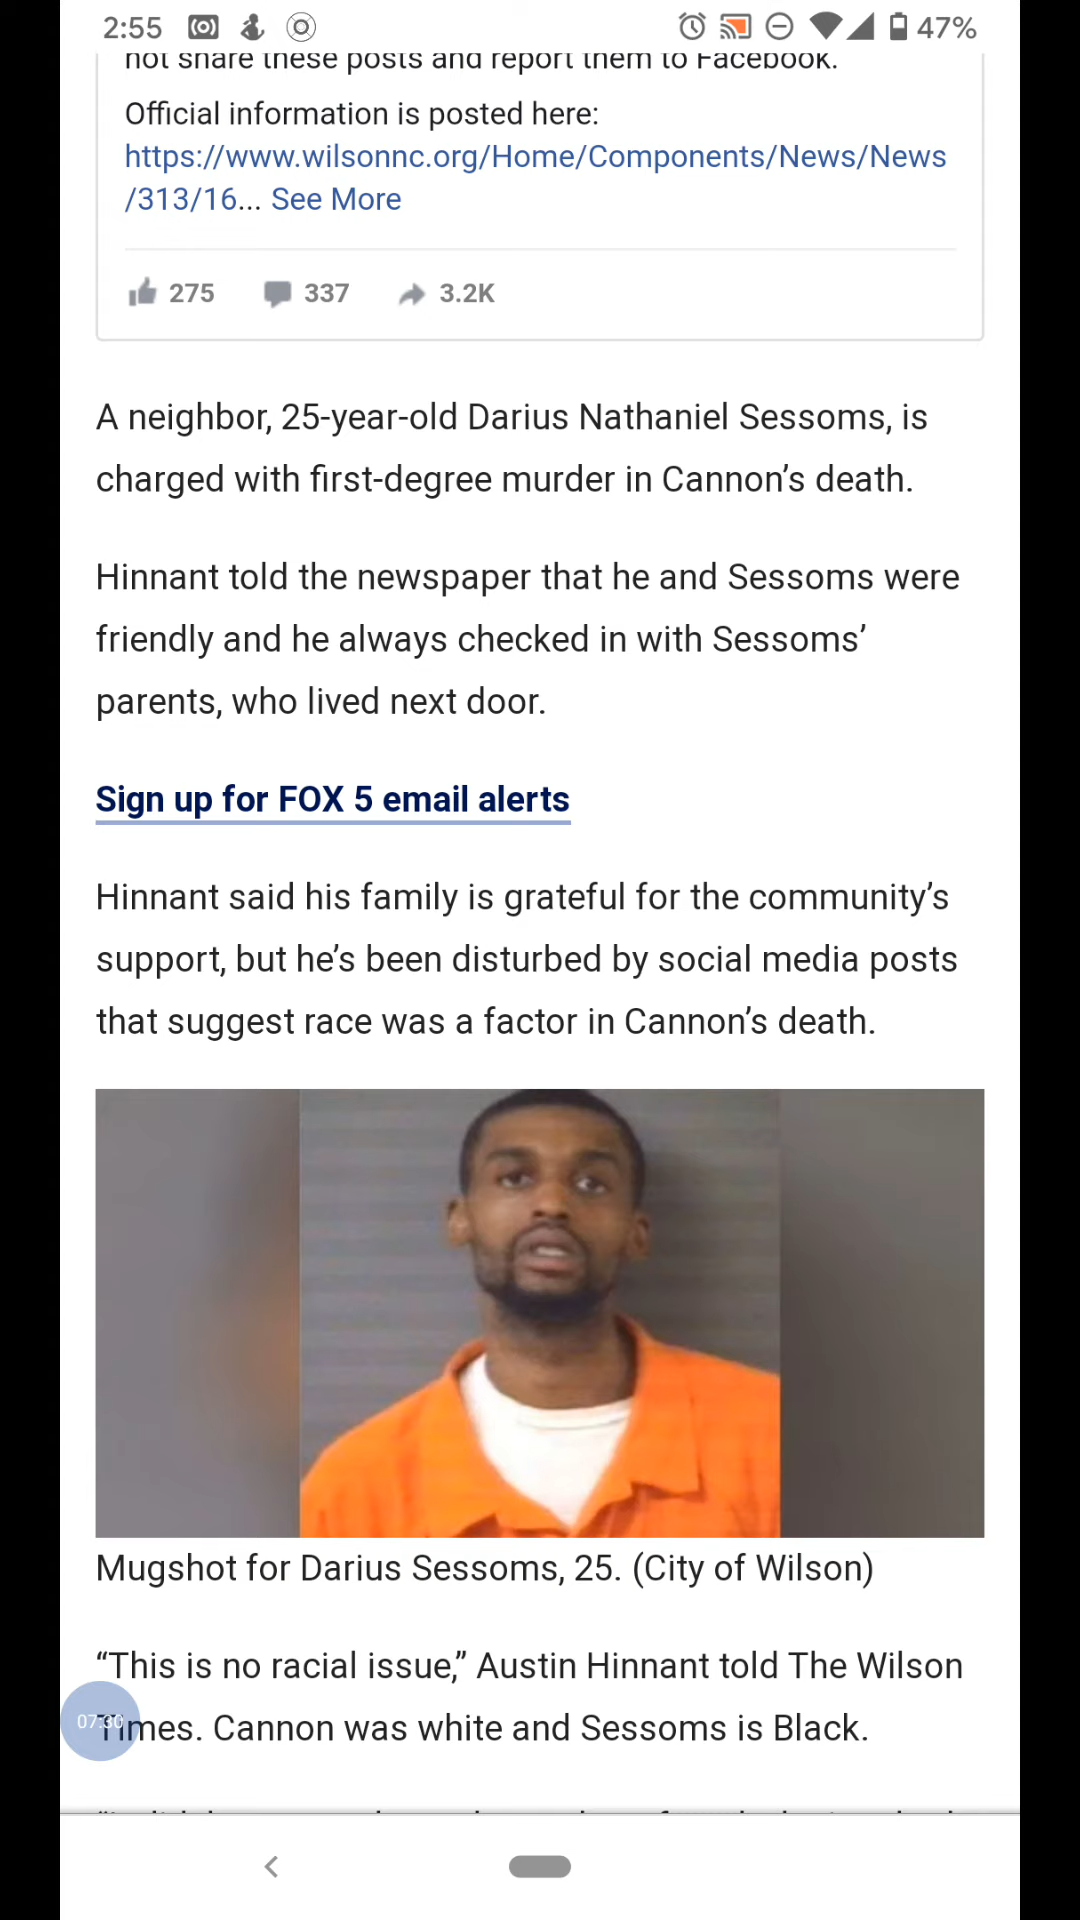 2:55
47%
not share these posts and report them to Facebook.
Official information is posted here:
https://www.wilsonnc.org/Home/Components/News/News
/313/16... See More
275 337 3.2K
A neighbor, 25-year-old Darius Nathaniel Sessoms, is
charged with first-degree murder in Cannon’s death.
Hinnant told the newspaper that he and Sessoms were
friendly and he always checked in with Sessoms’
parents, who lived next door.
Sign up for FOX 5 email alerts
Hinnant said his family is grateful for the community’s
support, but he’s been disturbed by social media posts
that suggest race was a factor in Cannon’s death.
Mugshot for Darius Sessoms, 25. (City of Wilson)
“This is no racial issue,” Austin Hinnant told The Wilson
07:30
Times. Cannon was white and Sessoms is Black.